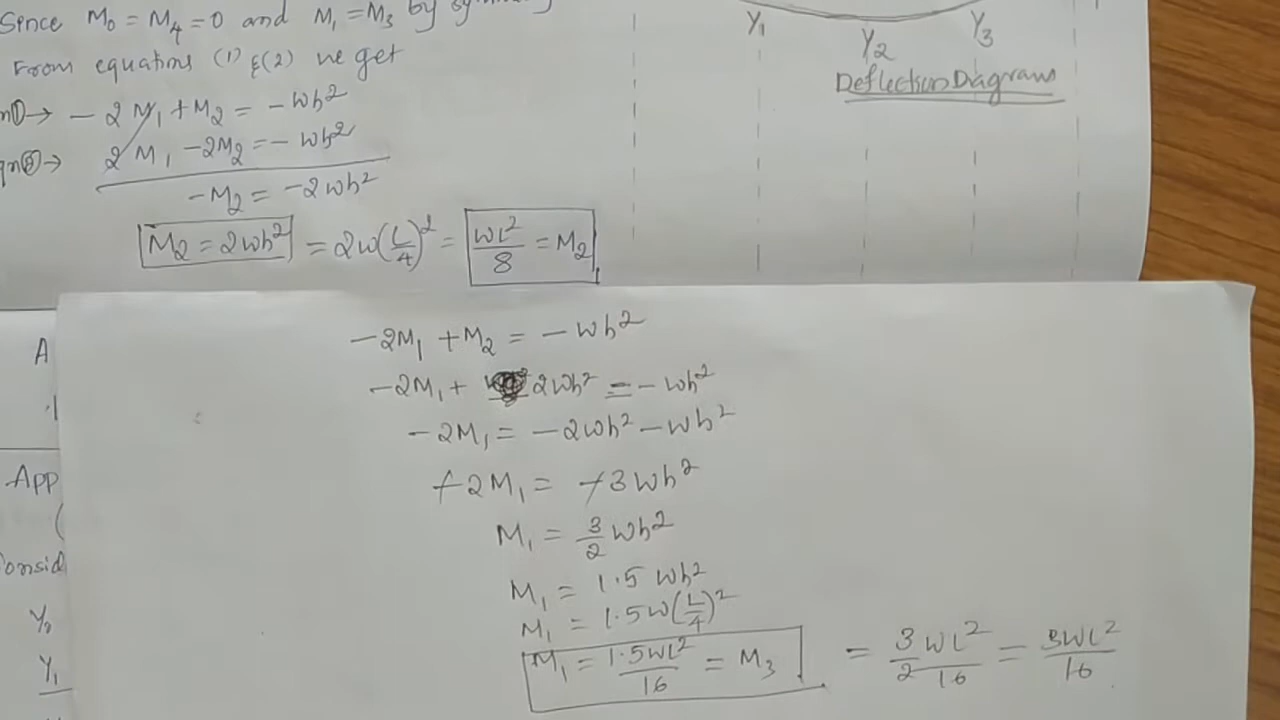 Since M₀ = M₄ = 0 and M₁ = M₃ by
From equations (1) &(2) we get
n①→ - 2M₁ + M₂ = -wh²
qn②→ 2M₁ - 2M₂ = - wh²
-M₂ = -2wh²
M₂ = 2wh² = 2w(L/4)² = wL²/8 = M₂
Y₁ Y₂ Y₃
Deflection Diagrams
-2M₁ + M₂ = - wh²
-2M₁ + 2wh² = - wh²
-2M₁ = -2wh² - wh²
-2M₁ = -3wh²
M₁ = 3/2 wh²
M₁ = 1.5 wh²
M₁ = 1.5w(L/4)²
M₁ = 1.5wL²/16 = M₃ = 3/2 wL²/16 = 3wL²/16
A
App
(
onsid
Y₀
Y₁